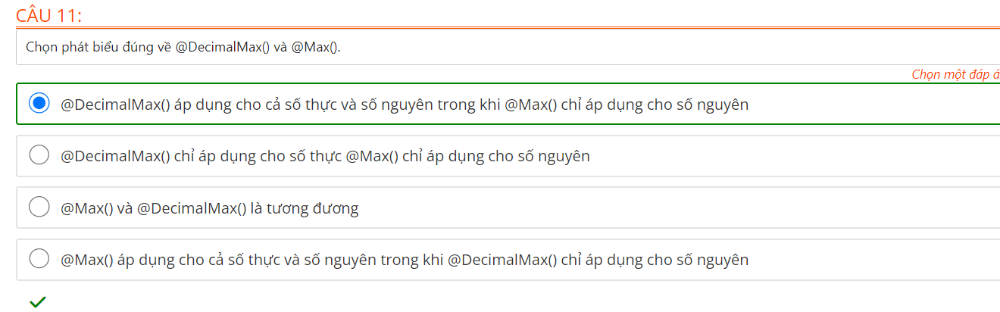 CÂU 11:
Chọn phát biểu đúng về @DecimalMax() và @Max().
Chọn một đáp á
@DecimalMax() áp dụng cho cả số thực và số nguyên trong khi @Max() chỉ áp dụng cho số nguyên
@DecimalMax() chỉ áp dụng cho số thực @Max() chỉ áp dụng cho số nguyên
@Max() và @DecimalMax() là tương đương
@Max() áp dụng cho cả số thực và số nguyên trong khi @DecimalMax() chỉ áp dụng cho số nguyên